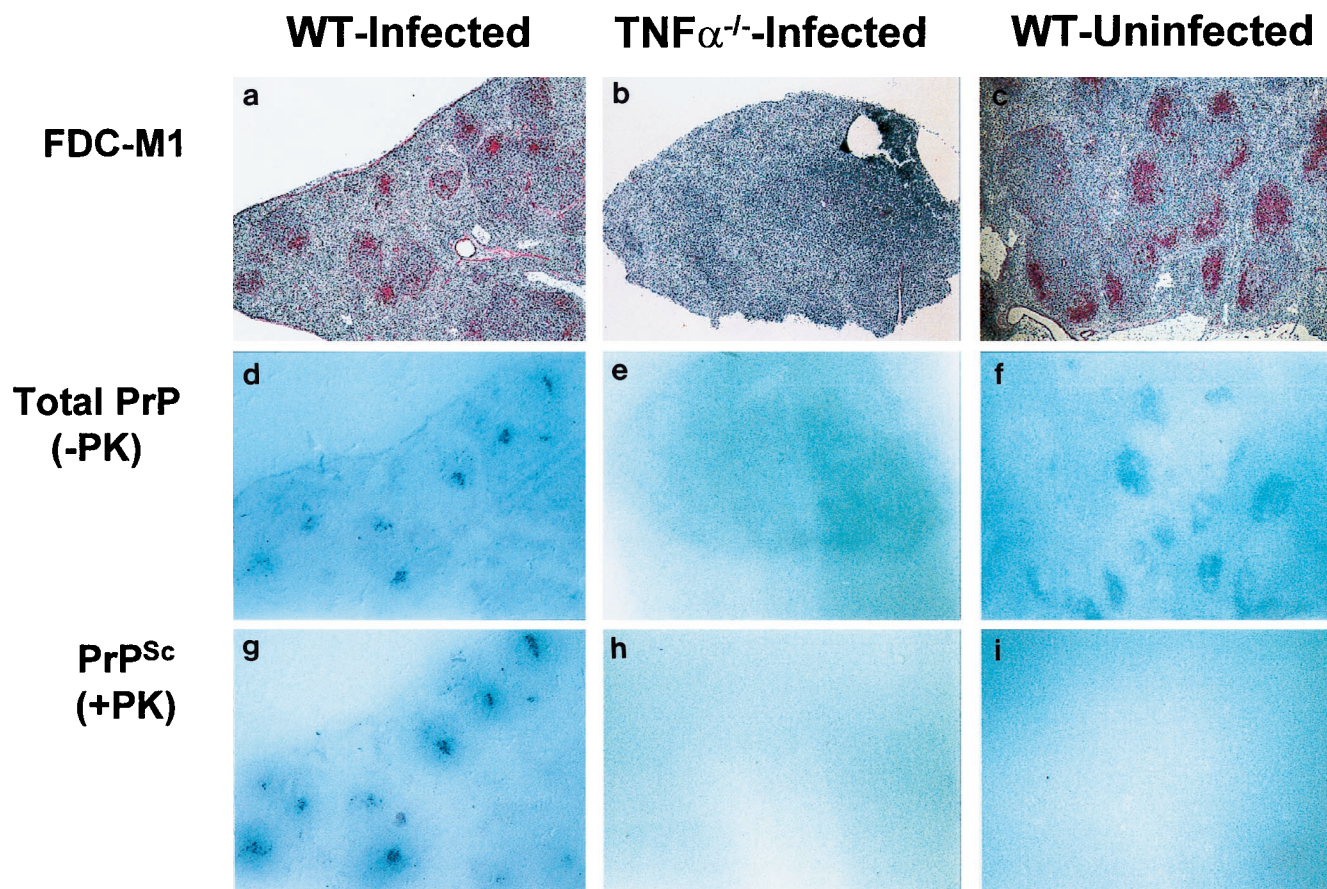 WT-Infected TNFα-/--Infected WT-Uninfected
FDC-M1
a b c
Total PrP
(-PK)
d e f
PrPSc
(+PK)
g h i